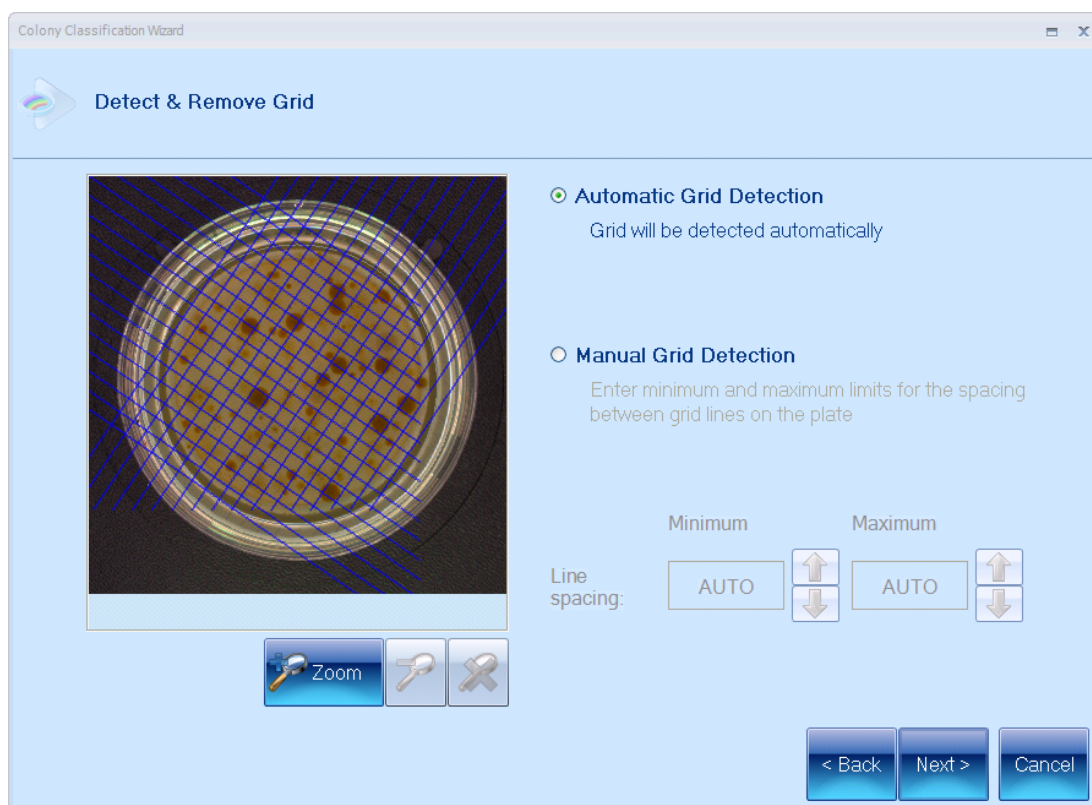 Colony Classification Wizard
Detect & Remove Grid
Automatic Grid Detection
Grid will be detected automatically
Manual Grid Detection
Enter minimum and maximum limits for the spacing
between grid lines on the plate
Minimum Maximum
Line
spacing:
AUTO AUTO
Zoom
< Back Next > Cancel